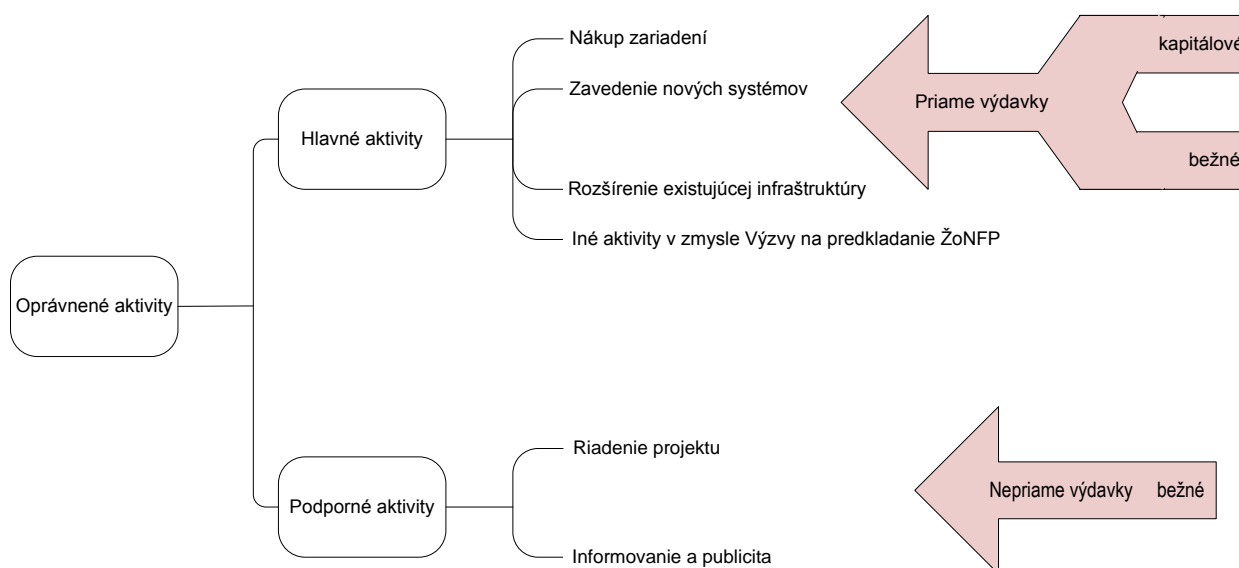 Oprávnené aktivity
Hlavné aktivity
Nákup zariadení
Zavedenie nových systémov
Rozšírenie existujúcej infraštruktúry
Iné aktivity v zmysle Výzvy na predkladanie ŽoNFP
Priame výdavky
kapitálové
bežné
Podporné aktivity
Riadenie projektu
Informovanie a publicita
Nepriame výdavky bežné